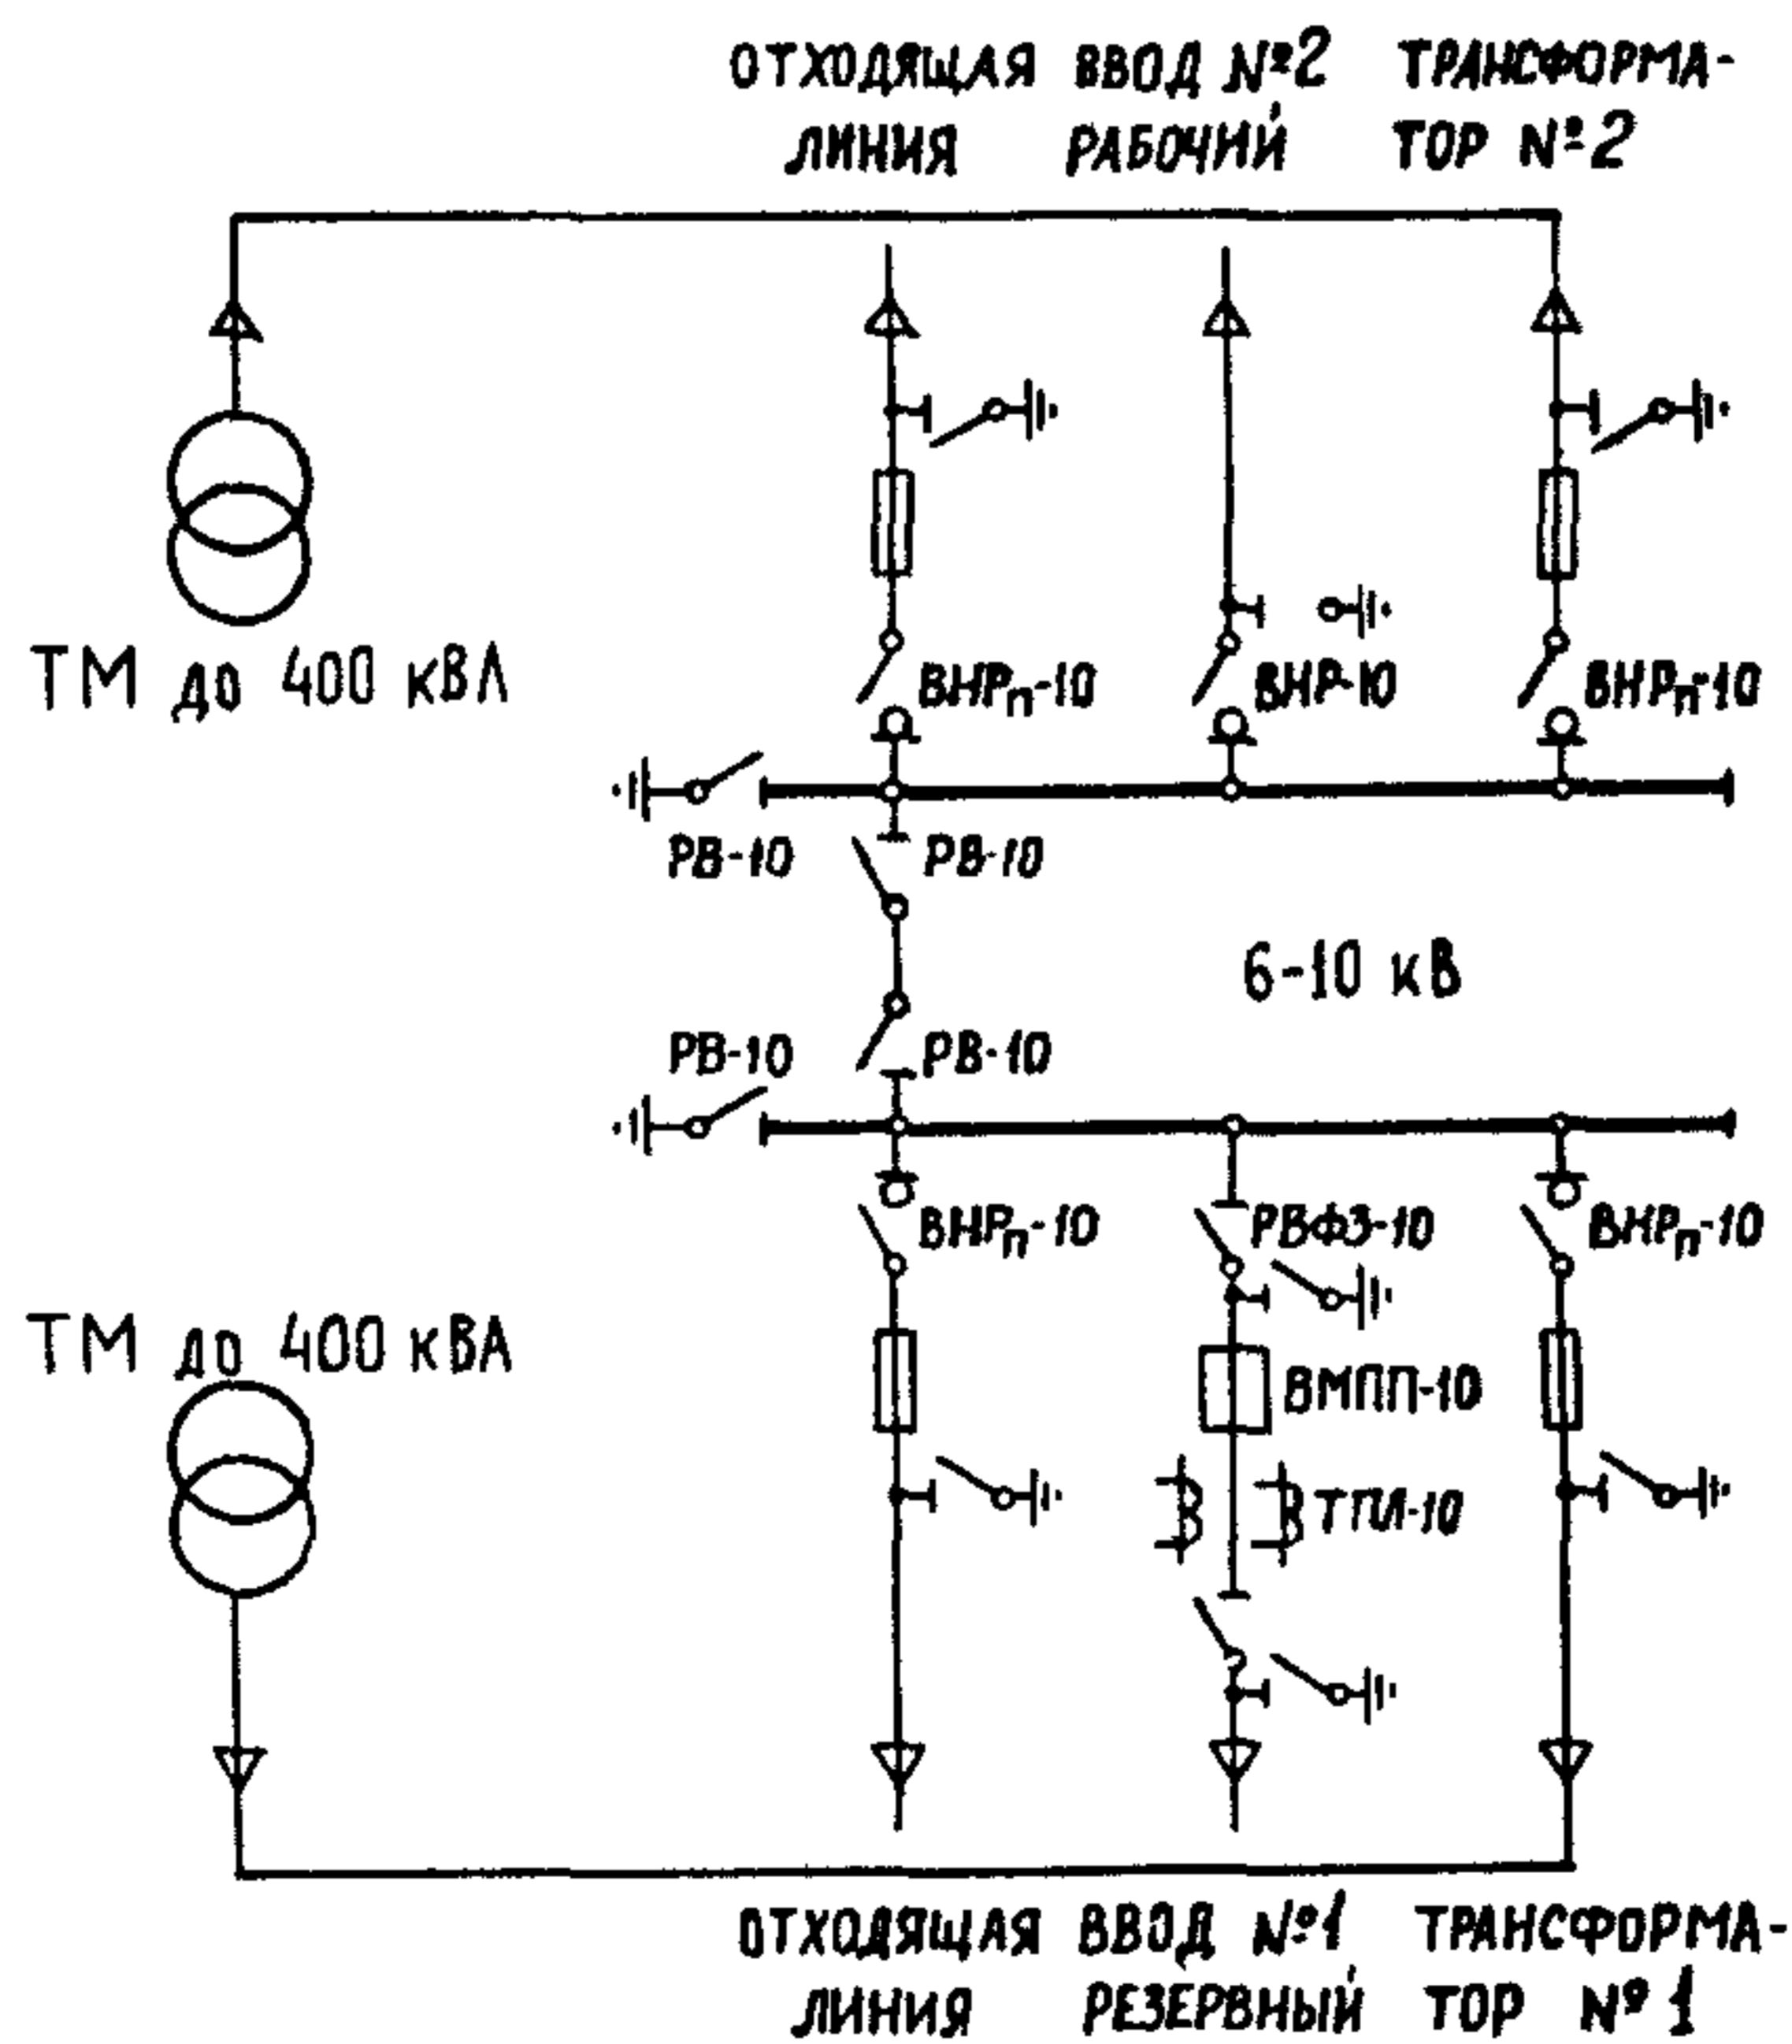 ОТХОДЯЩАЯ ВВОД №2 ТРАНСФОРМА-
ЛИНИЯ РАБОЧИЙ ТОР №2
ТМ до 400 кВА
ВНРп-10 ВНР-10 ВНРп-10
РВ-10 РВ-10
6-10 кВ
РВ-10 РВ-10
ВНРп-10 РВФЗ-10 ВНРп-10
ТМ до 400 кВА
ВМПП-10
ТПЛ-10
ОТХОДЯЩАЯ ВВОД №1 ТРАНСФОРМА-
ЛИНИЯ РЕЗЕРВНЫЙ ТОР №1